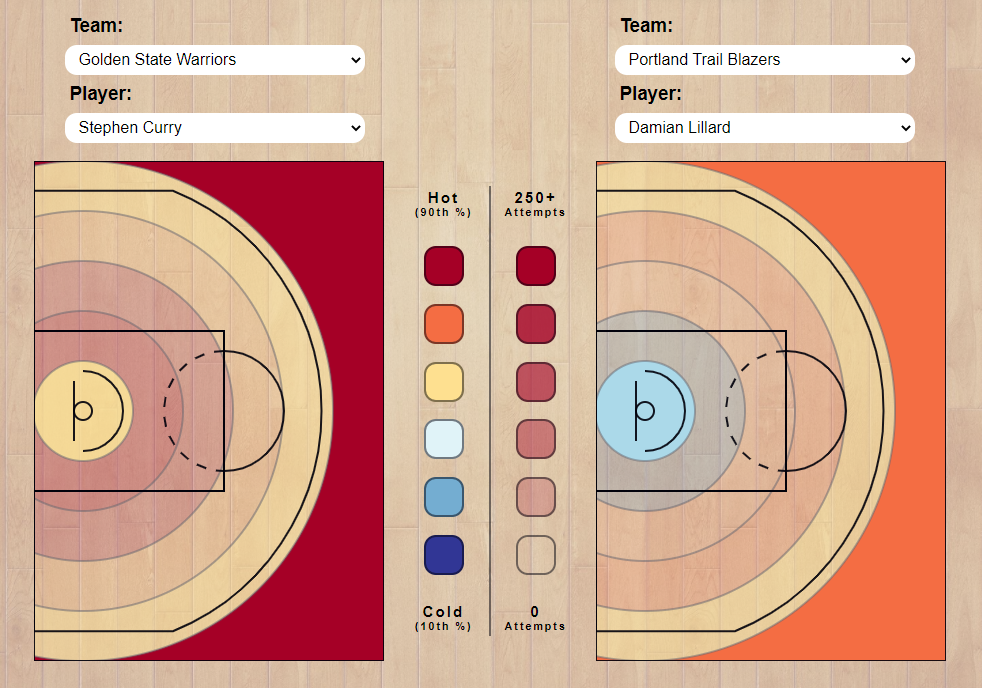 Team:
Golden State Warriors
Player:
Stephen Curry
Team:
Portland Trail Blazers
Player:
Damian Lillard
Hot
(90th %)
250+
Attempts
Cold
(10th %)
0
Attempts